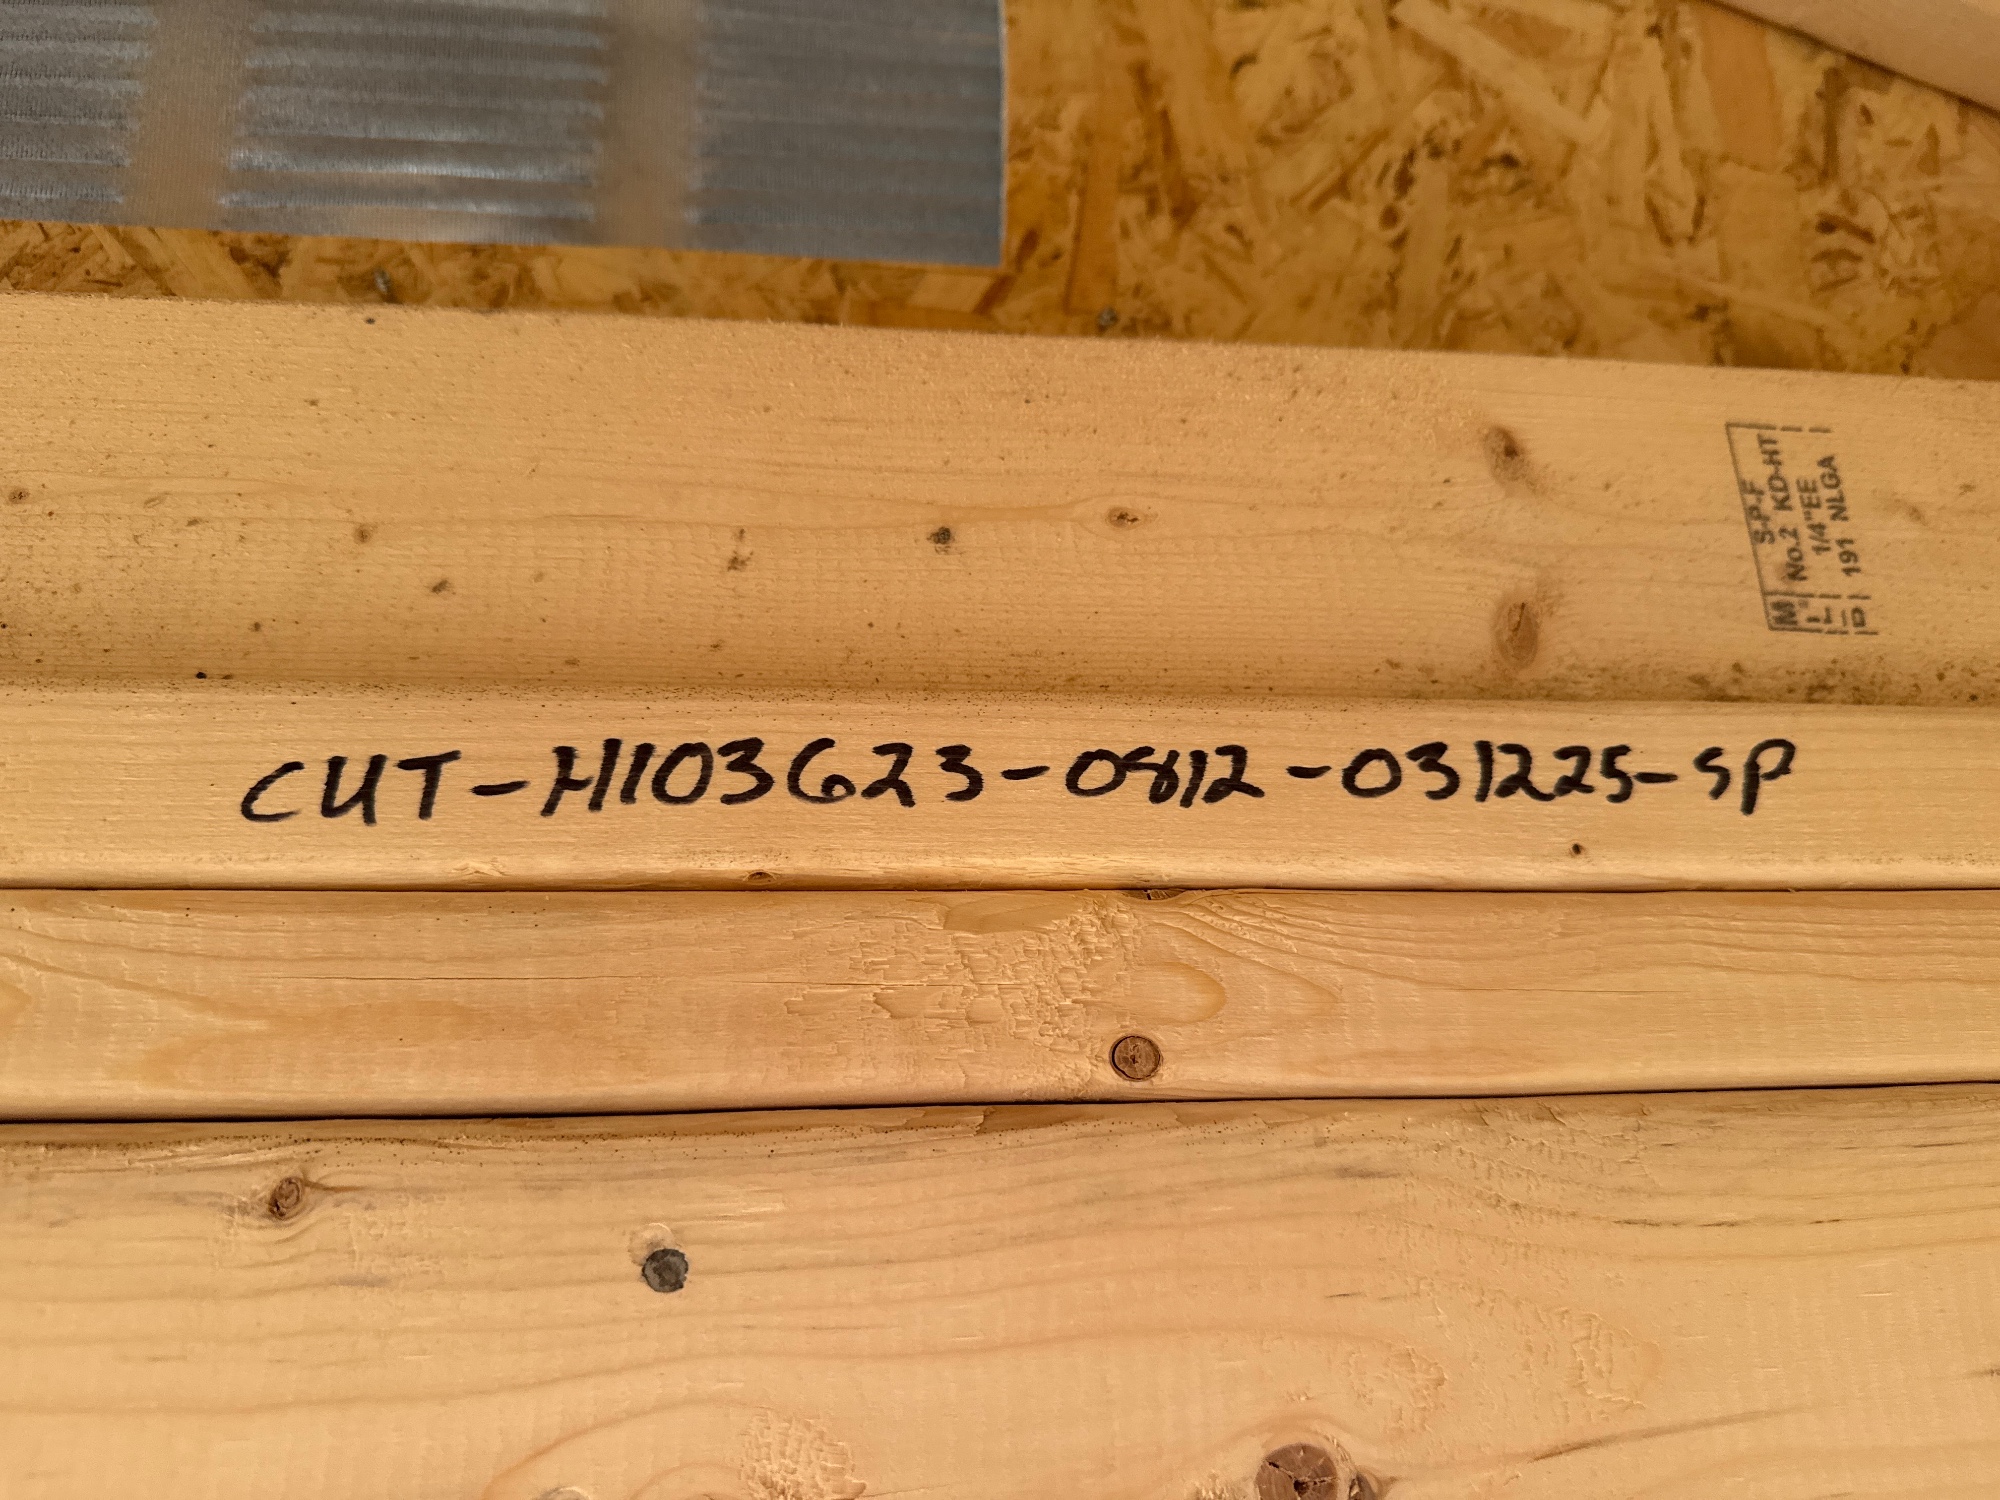 CUT-H103623-0812-031225-SP
S-P-F
No.2 KD-HT
1/4"EE
191 NLGA